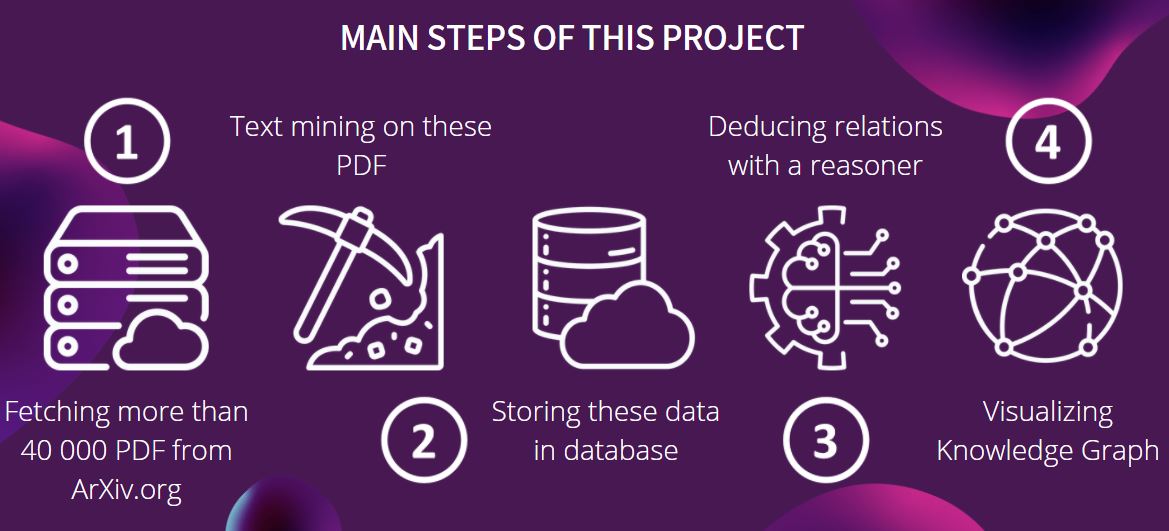 MAIN STEPS OF THIS PROJECT
1
Fetching more than
40 000 PDF from
ArXiv.org
Text mining on these
PDF
2
Storing these data
in database
Deducing relations
with a reasoner
3
4
Visualizing
Knowledge Graph